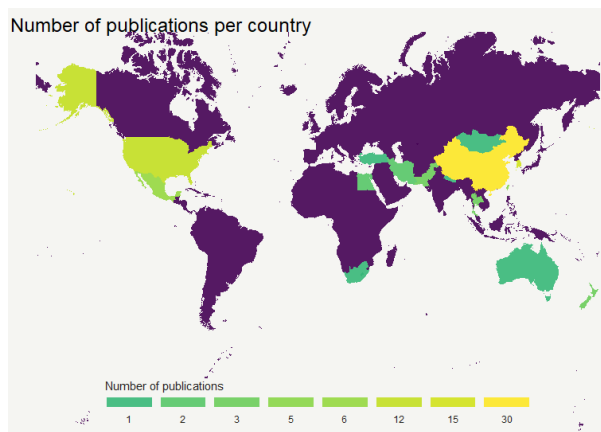 Number of publications per country
Number of publications
1 2 3 5 6 12 15 30